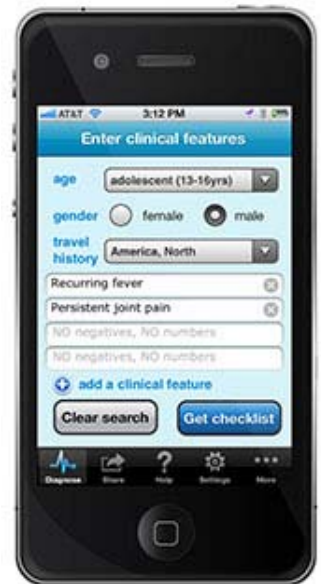 AT&T 3:12 PM
Enter clinical features
age adolescent (13-16yrs)
gender female male
travel
history America, North
Recurring fever
Persistent joint pain
NO negatives, NO numbers
NO negatives, NO numbers
add a clinical feature
Clear search Get checklist
Diagnose Share Help Settings More